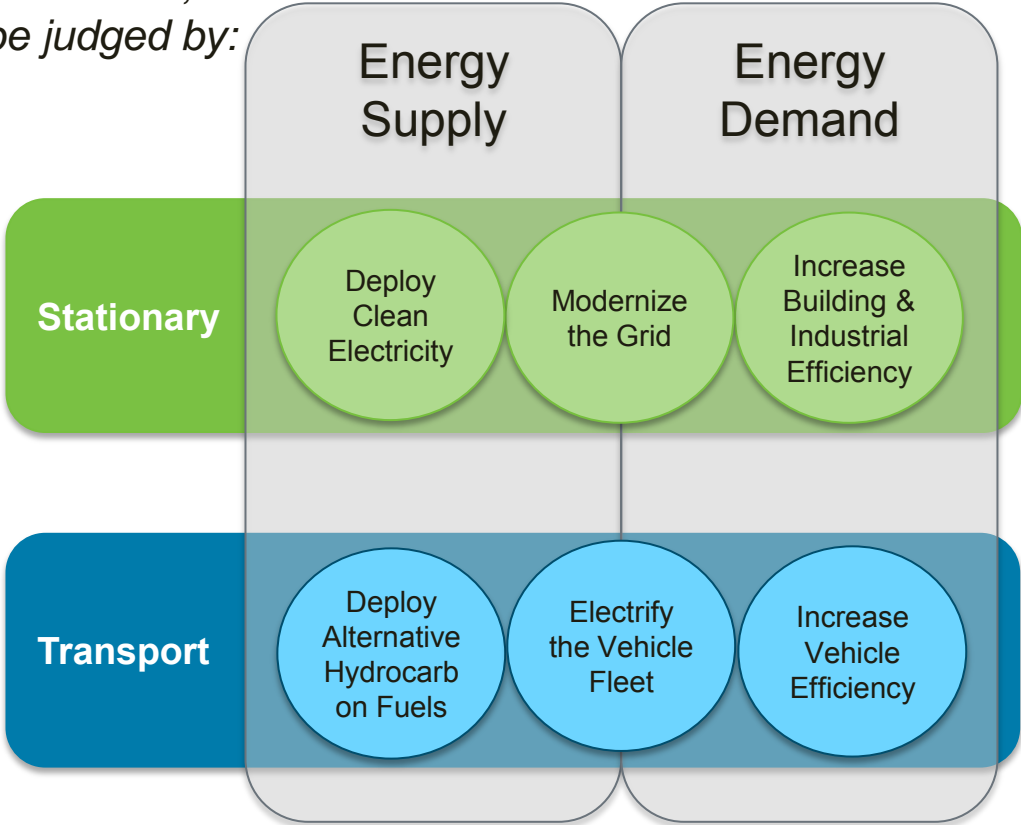 be judged by:
Energy
Supply
Energy
Demand
Stationary
Deploy
Clean
Electricity
Modernize
the Grid
Increase
Building &
Industrial
Efficiency
Transport
Deploy
Alternative
Hydrocarb
on Fuels
Electrify
the Vehicle
Fleet
Increase
Vehicle
Efficiency